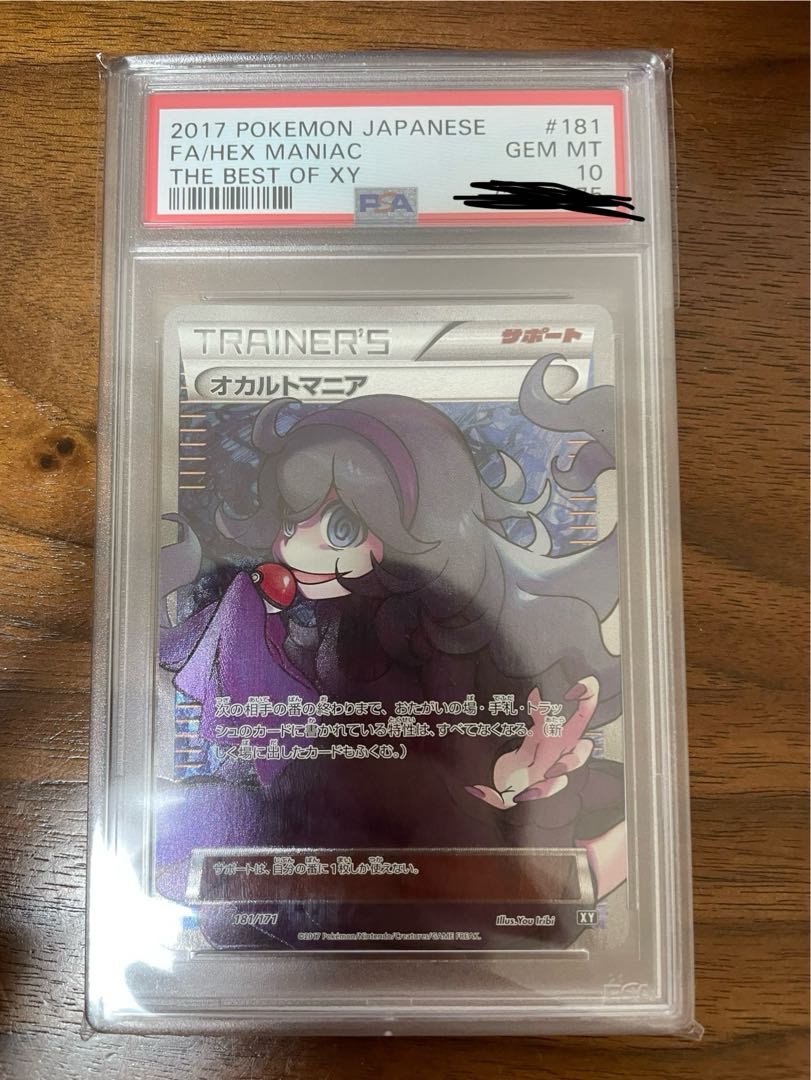 2017 POKEMON JAPANESE #181
FA/HEX MANIAC GEM MT
THE BEST OF XY 10
PSA
TRAINER'S サポート
オカルトマニア
次の相手の番の終わりまで、おたがいの場・手札・トラッ
シュのカードに書かれている特性は、すべてなくなる。（新
しく場に出したカードもふくむ。）
サポートは、自分の番に1枚しか使えない。
181/171 Illus.You Iribi XY
©2017 Pokémon/Nintendo/Creatures/GAME FREAK.
PSA